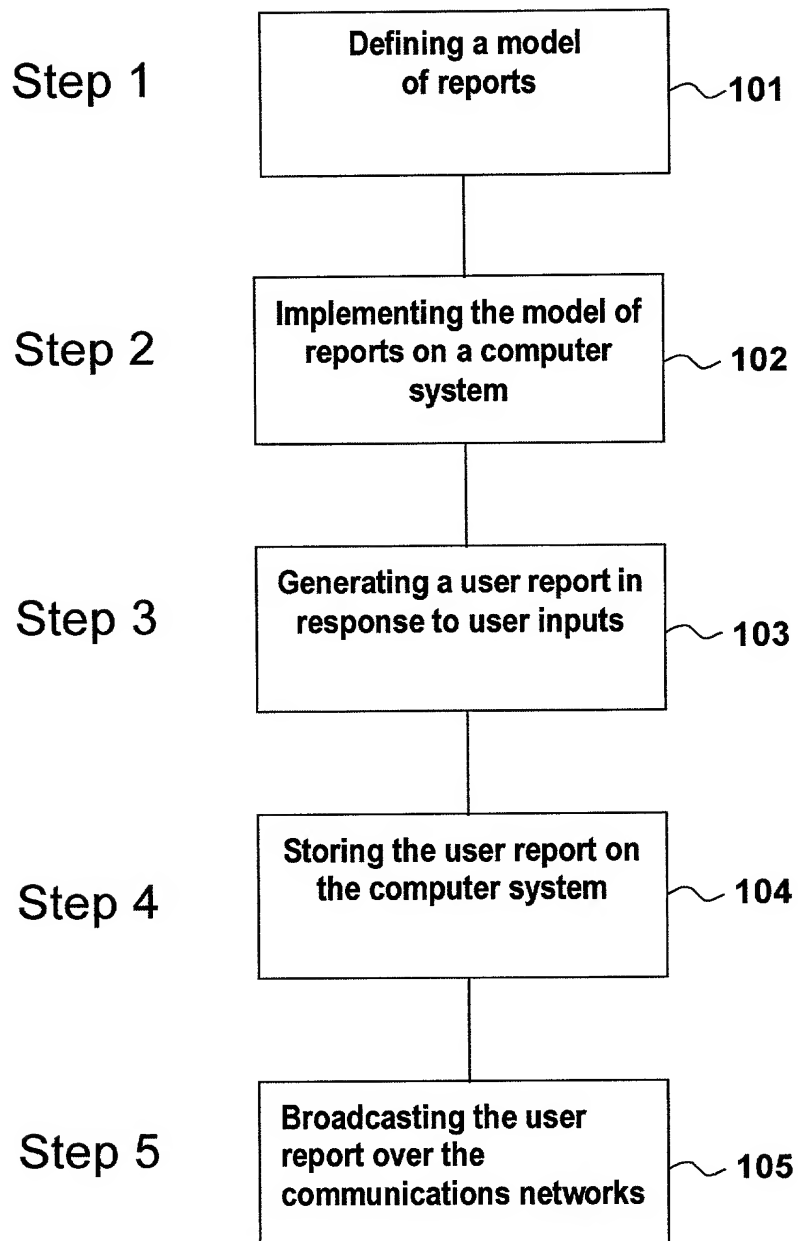 Step 1
Defining a model
of reports
101
Step 2
Implementing the model of
reports on a computer
system
102
Step 3
Generating a user report in
response to user inputs
103
Step 4
Storing the user report on
the computer system
104
Step 5
Broadcasting the user
report over the
communications networks
105